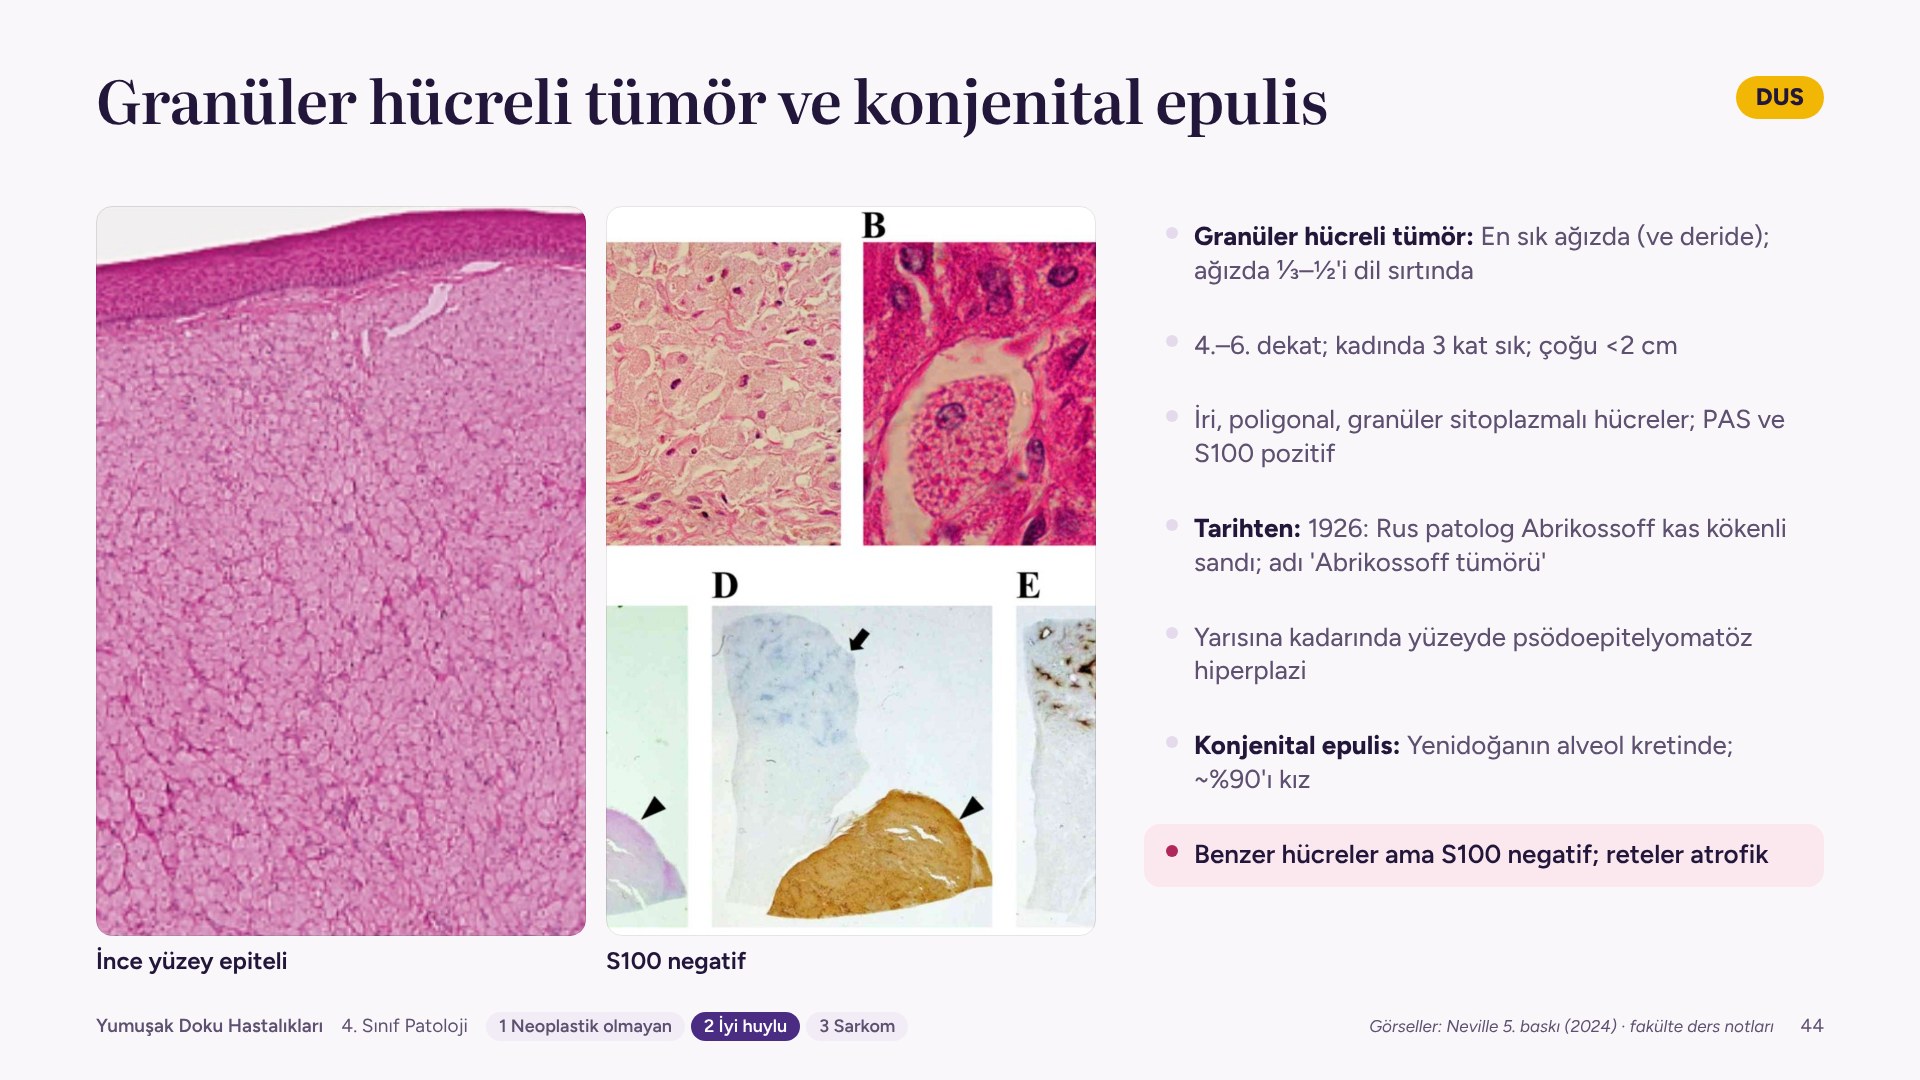 Granüler hücreli tümör ve konjenital epulis
DUS
B
D
E
İnce yüzey epiteli
S100 negatif
Granüler hücreli tümör: En sık ağızda (ve deride);
ağızda ⅓–½'i dil sırtında
4.–6. dekat; kadında 3 kat sık; çoğu <2 cm
İri, poligonal, granüler sitoplazmalı hücreler; PAS ve
S100 pozitif
Tarihten: 1926: Rus patolog Abrikossoff kas kökenli
sandı; adı 'Abrikossoff tümörü'
Yarısına kadarında yüzeyde psödoepitelyomatöz
hiperplazi
Konjenital epulis: Yenidoğanın alveol kretinde;
~%90'ı kız
Benzer hücreler ama S100 negatif; reteler atrofik
Yumuşak Doku Hastalıkları 4. Sınıf Patoloji 1 Neoplastik olmayan 2 İyi huylu 3 Sarkom
Görseller: Neville 5. baskı (2024) · fakülte ders notları 44